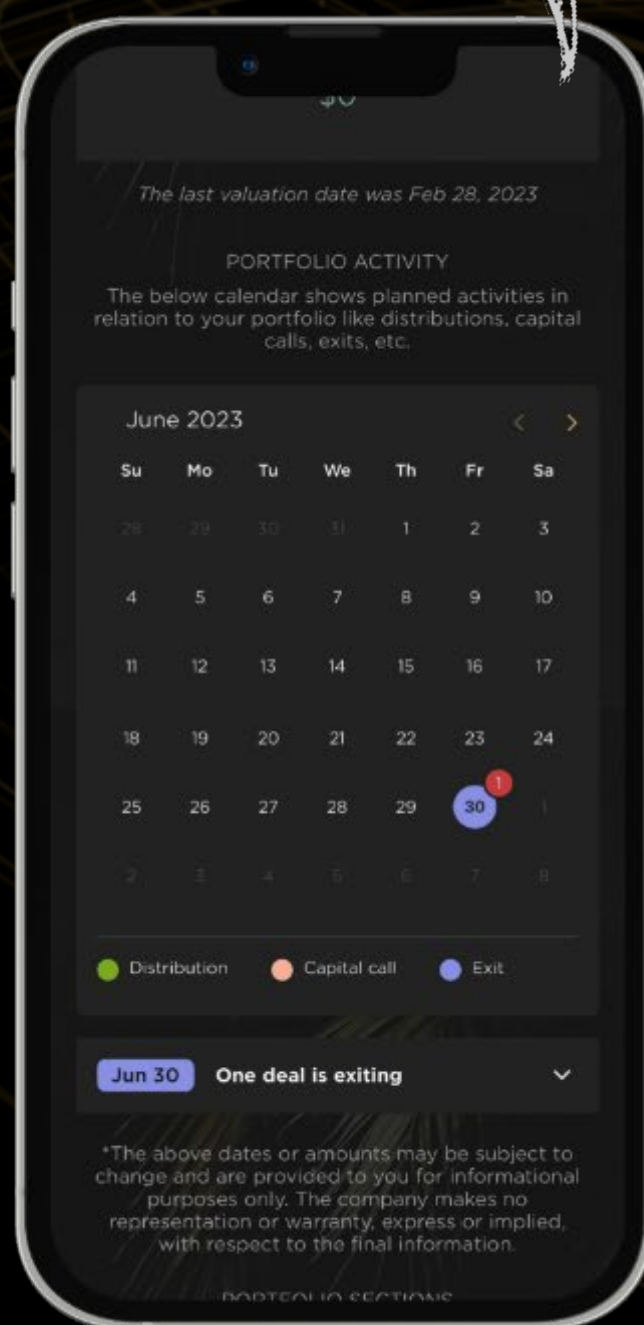 $0
The last valuation date was Feb 28, 2023
PORTFOLIO ACTIVITY
The below calendar shows planned activities in
relation to your portfolio like distributions, capital
calls, exits, etc.
June 2023 < >
Su Mo Tu We Th Fr Sa
28 29 30 31 1 2 3
4 5 6 7 8 9 10
11 12 13 14 15 16 17
18 19 20 21 22 23 24
1
25 26 27 28 29 30 1
2 3 4 5 6 7 8
Distribution Capital call Exit
Jun 30 One deal is exiting
*The above dates or amounts may be subject to
change and are provided to you for informational
purposes only. The company makes no
representation or warranty, express or implied,
with respect to the final information.
PORTFOLIO SECTIONS